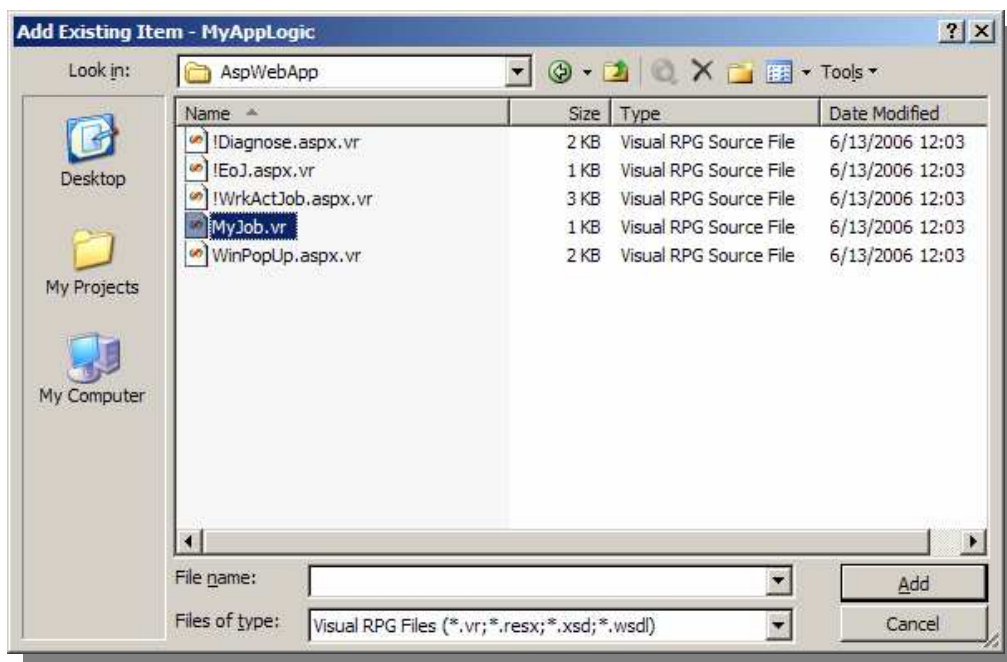 Add Existing Item - MyAppLogic
Look in:
AspWebApp
Tools
Desktop
My Projects
My Computer
Name Size Type Date Modified
!Diagnose.aspx.vr 2 KB Visual RPG Source File 6/13/2006 12:03
!EoJ.aspx.vr 1 KB Visual RPG Source File 6/13/2006 12:03
!WrkActJob.aspx.vr 3 KB Visual RPG Source File 6/13/2006 12:03
MyJob.vr 1 KB Visual RPG Source File 6/13/2006 12:03
WinPopUp.aspx.vr 2 KB Visual RPG Source File 6/13/2006 12:03
File name:
Add
Files of type:
Visual RPG Files (*.vr;*.resx;*.xsd;*.wsdl)
Cancel